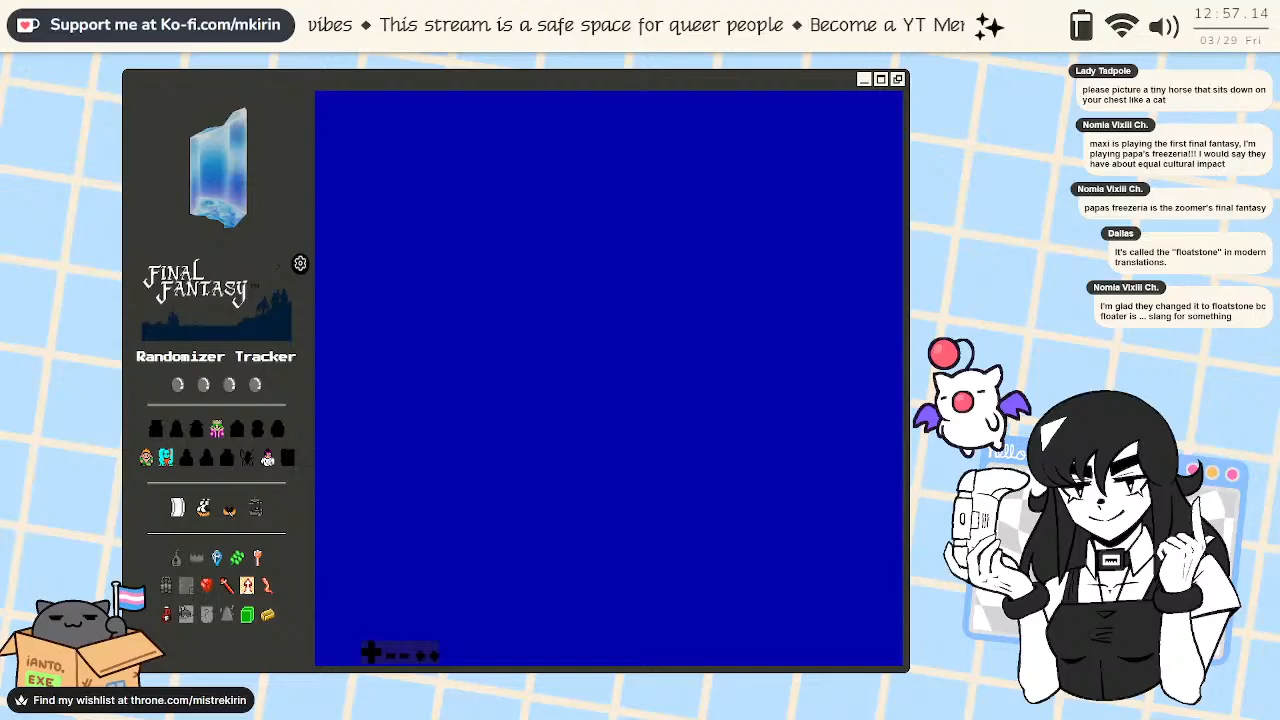 Support me at Ko-fi.com/mkirin
vibes ◆ This stream is a safe space for queer people ◆ Become a YT Mer
12:57.14
03/29 Fri
Lady Tadpole
please picture a tiny horse that sits down on
your chest like a cat
Nomia Vixiii Ch.
maxi is playing the first final fantasy, I'm
playing papa's freezeria!!! I would say they
have about equal cultural impact
Nomia Vixiii Ch.
papas freezeria is the zoomer's final fantasy
Dallas
It's called the "floatstone" in modern
translations.
Nomia Vixiii Ch.
I'm glad they changed it to floatstone bc
floater is ... slang for something
FINAL
FANTASY
Randomizer Tracker
hello
iANTO.
EXE
Find my wishlist at throne.com/mistrekirin